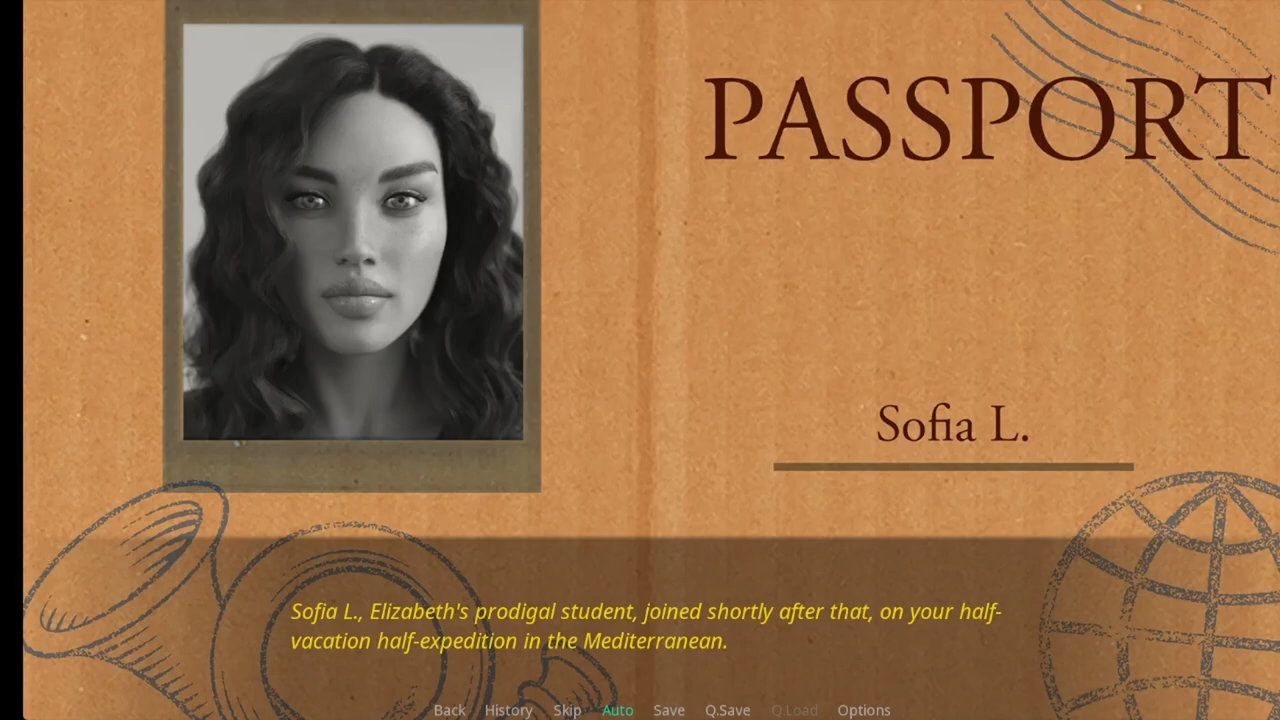 PASSPORT
Sofia L.
Sofia L., Elizabeth's prodigal student, joined shortly after that, on your half-
vacation half-expedition in the Mediterranean.
Back History Skip Auto Save Q.Save Q.Load Options